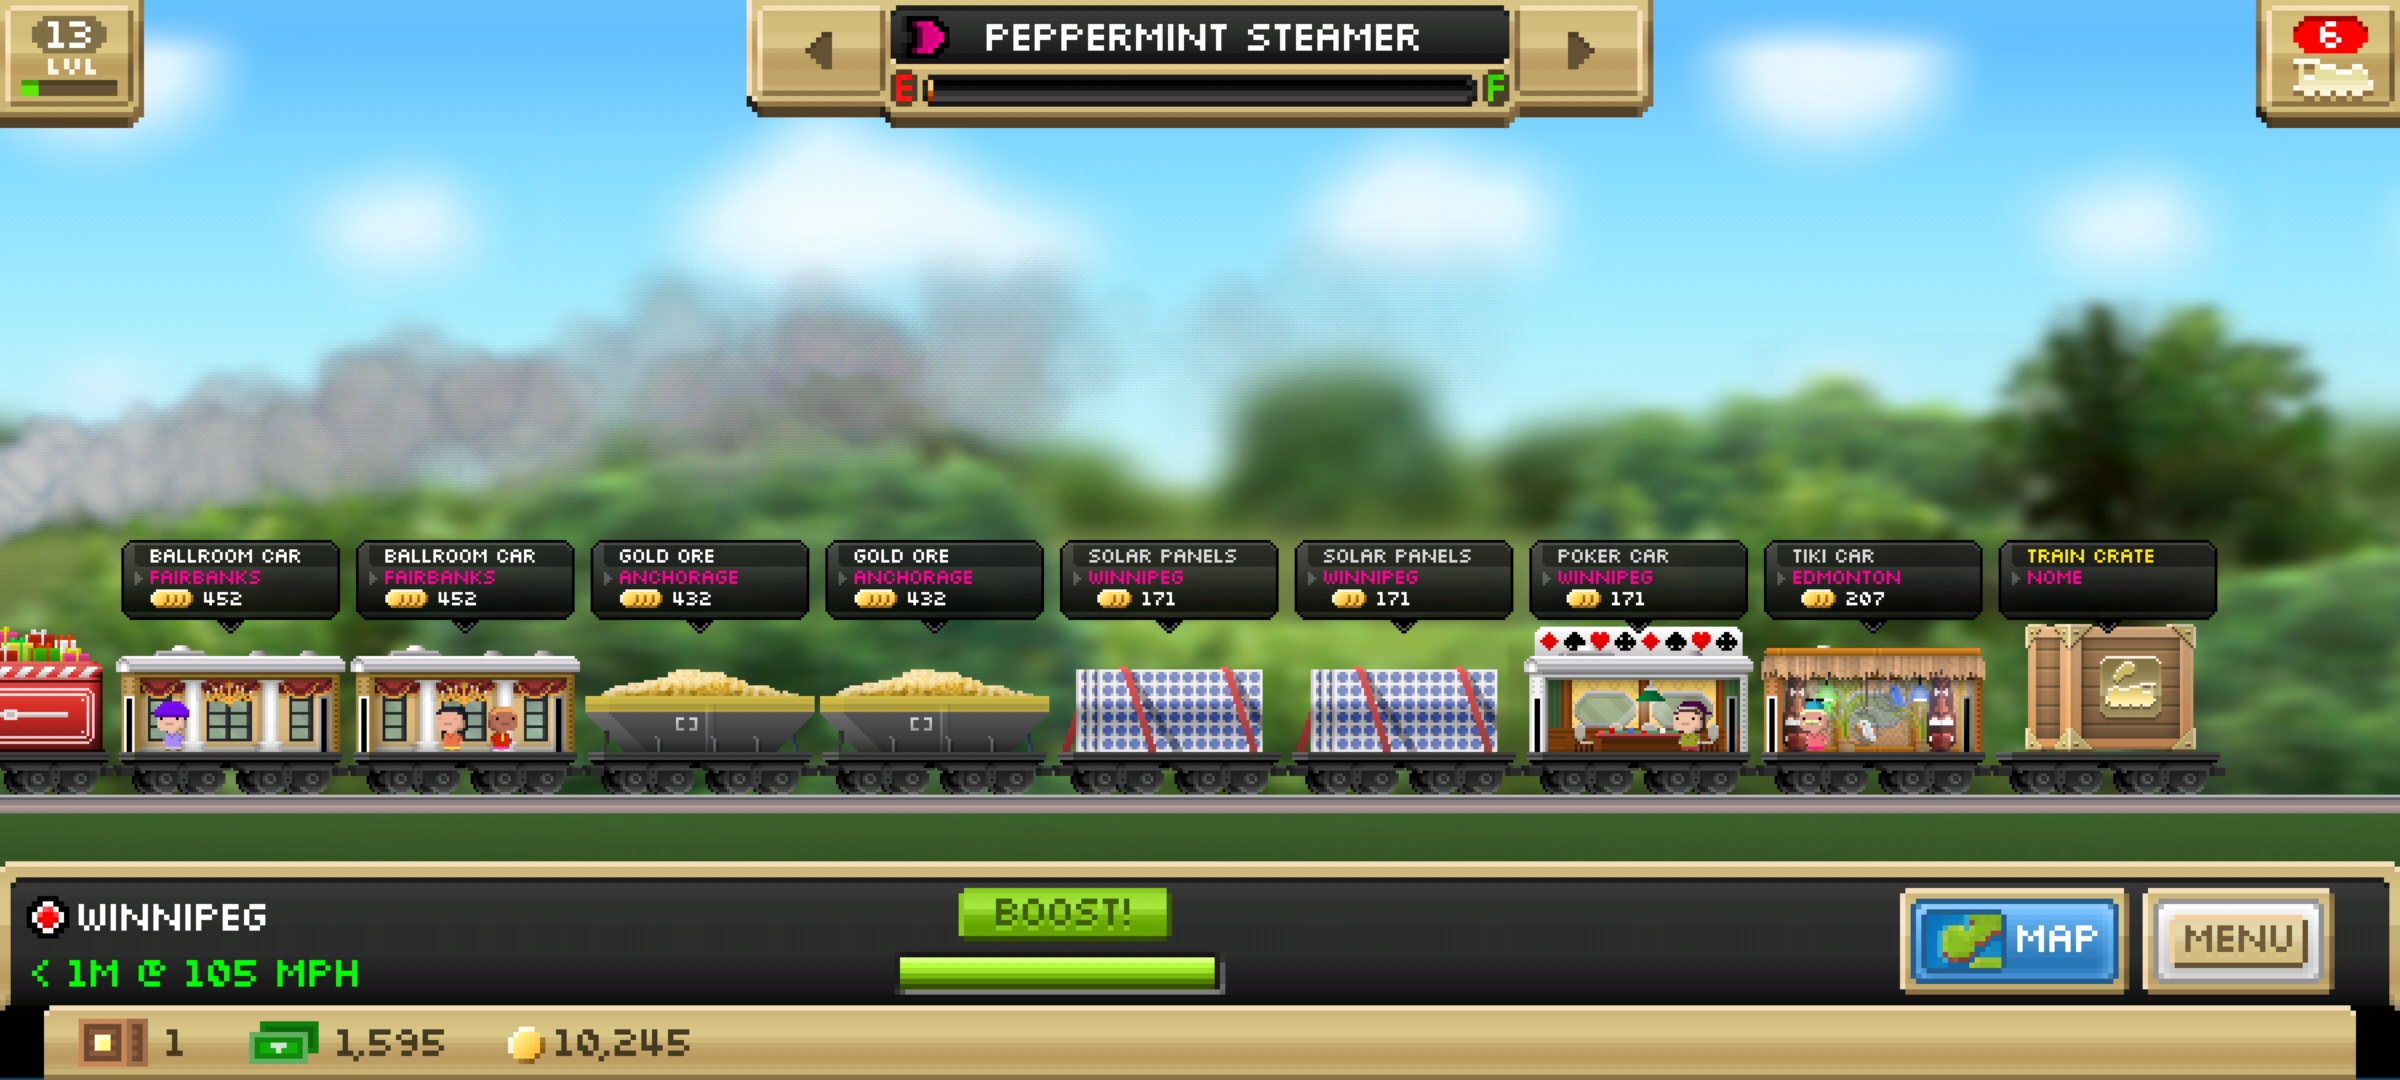 13
LVL
PEPPERMINT STEAMER
E F
6
BALLROOM CAR
FAIRBANKS
452
BALLROOM CAR
FAIRBANKS
452
GOLD ORE
ANCHORAGE
432
GOLD ORE
ANCHORAGE
432
SOLAR PANELS
WINNIPEG
171
SOLAR PANELS
WINNIPEG
171
POKER CAR
WINNIPEG
171
TIKI CAR
EDMONTON
207
TRAIN CRATE
NOME
WINNIPEG
< 1M @ 105 MPH
BOOST!
MAP
MENU
1
1,595
10,245